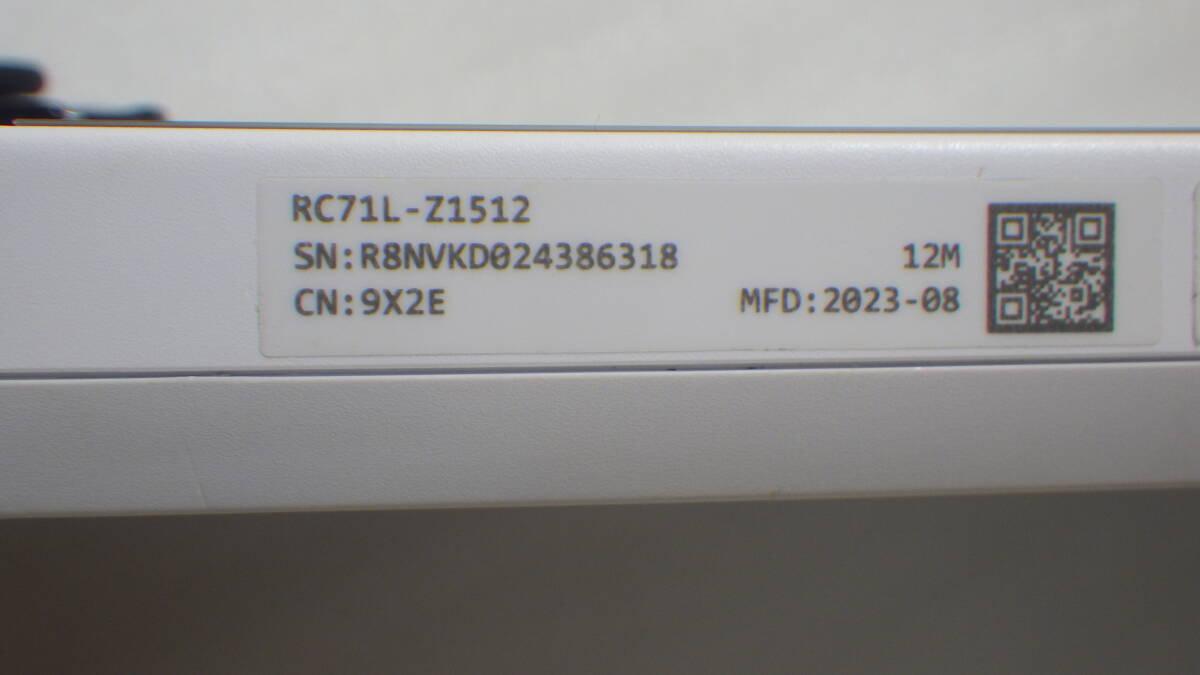 RC71L-Z1512
SN:R8NVKD024386318 12M
CN:9X2E MFD:2023-08